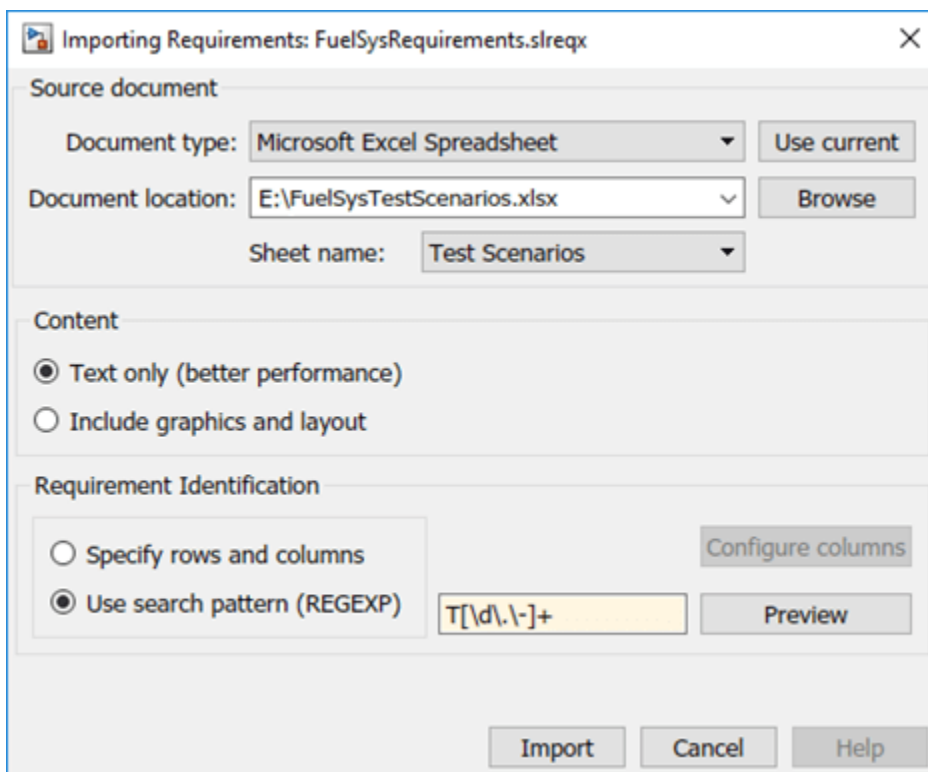 Importing Requirements: FuelSysRequirements.slreqx
Source document
Document type: Microsoft Excel Spreadsheet Use current
Document location: E:\FuelSysTestScenarios.xlsx Browse
Sheet name: Test Scenarios
Content
Text only (better performance)
Include graphics and layout
Requirement Identification
Specify rows and columns Configure columns
Use search pattern (REGEXP) T[\d\.\-]+ Preview
Import Cancel Help